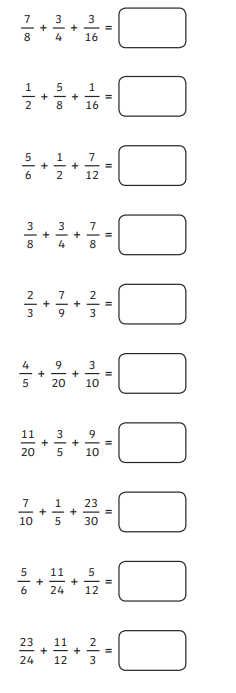 7/8 + 3/4 + 3/16 =
1/2 + 5/8 + 1/16 =
5/6 + 1/2 + 7/12 =
3/8 + 3/4 + 7/8 =
2/3 + 7/9 + 2/3 =
4/5 + 9/20 + 3/10 =
11/20 + 3/5 + 9/10 =
7/10 + 1/5 + 23/30 =
5/6 + 11/24 + 5/12 =
23/24 + 11/12 + 2/3 =